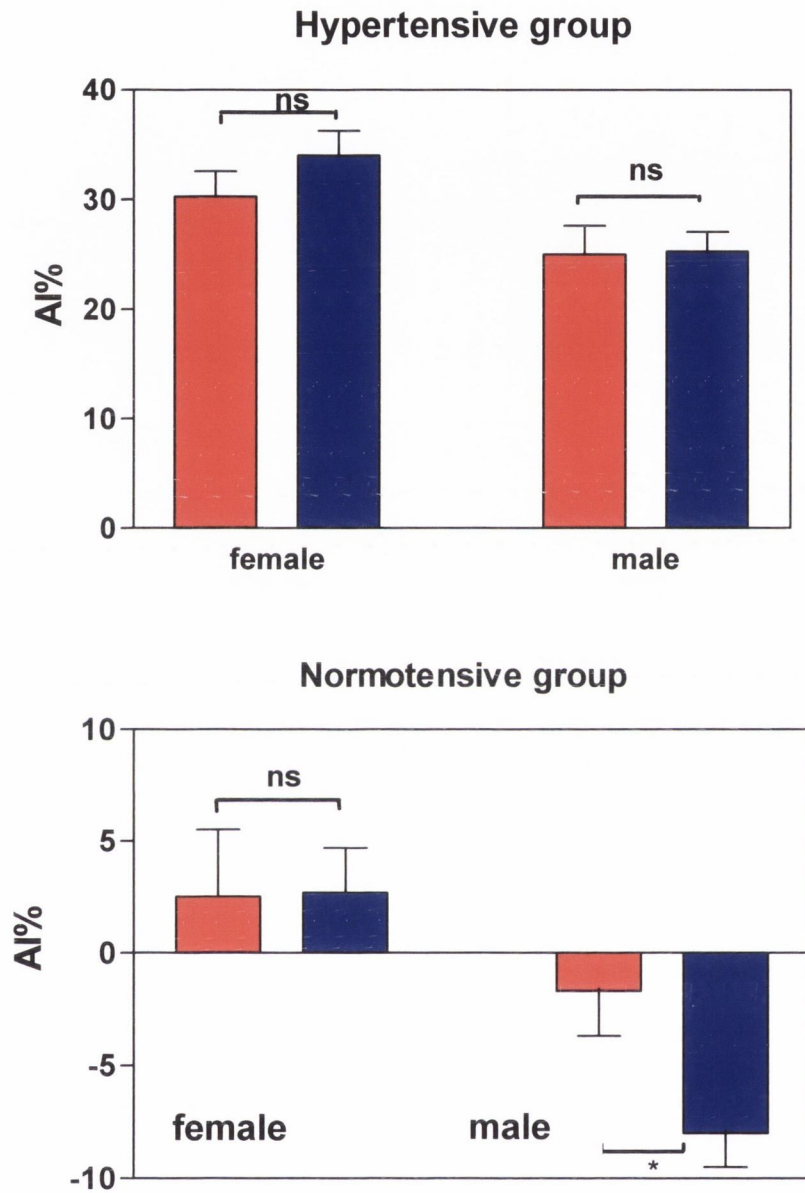 Hypertensive group
40
ns
ns
30
AI%
20
10
0
female male
Normotensive group
10
ns
5
AI%
0
-5
female male
*
-10